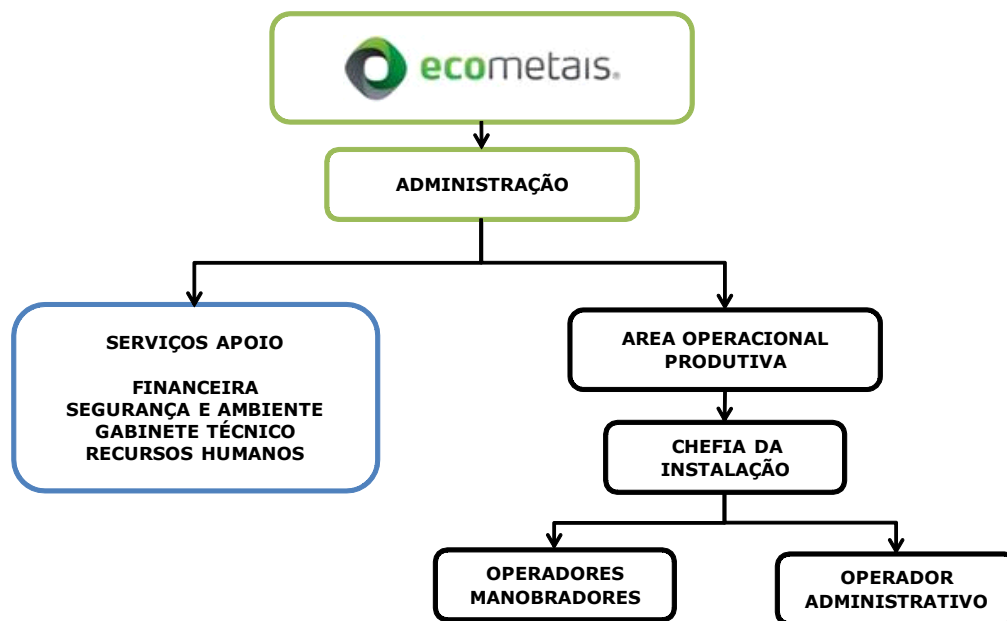 ecometais®
ADMINISTRAÇÃO
SERVIÇOS APOIO
FINANCEIRA
SEGURANÇA E AMBIENTE
GABINETE TÉCNICO
RECURSOS HUMANOS
AREA OPERACIONAL
PRODUTIVA
CHEFIA DA
INSTALAÇÃO
OPERADORES
MANOBRADORES
OPERADOR
ADMINISTRATIVO